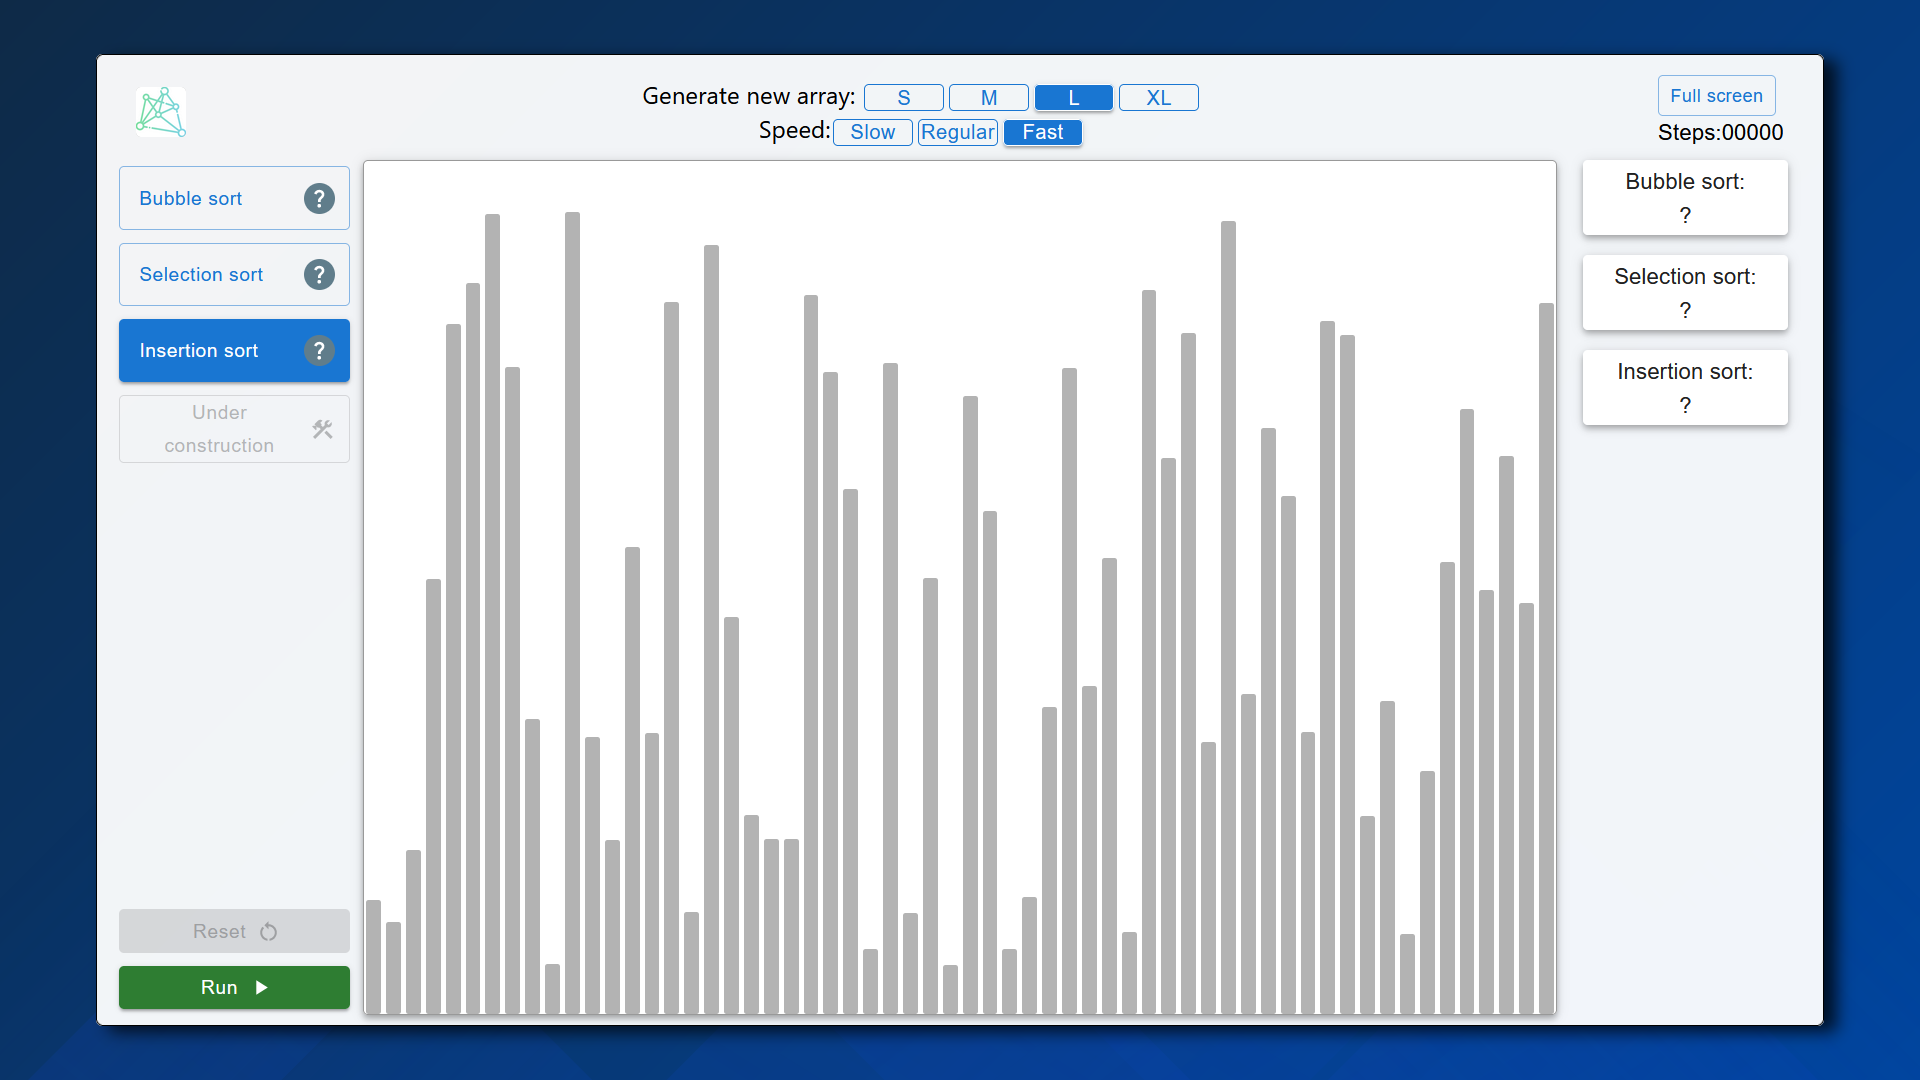 Generate new array: S M L XL
Full screen
Speed: Slow Regular Fast
Steps:00000
Bubble sort ?
Selection sort ?
Insertion sort ?
Under
construction
Reset
Run
Bubble sort:
?
Selection sort:
?
Insertion sort:
?